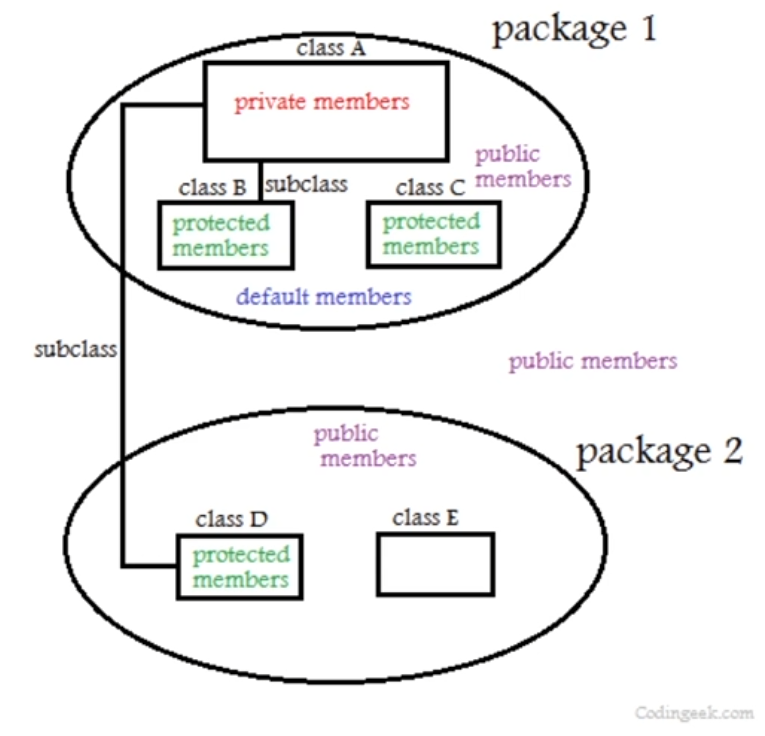 package 1
class A
private members
public
members
class B
subclass
class C
protected
members
protected
members
default members
subclass
public members
public
members
package 2
class D
class E
protected
members
Codingeek.com